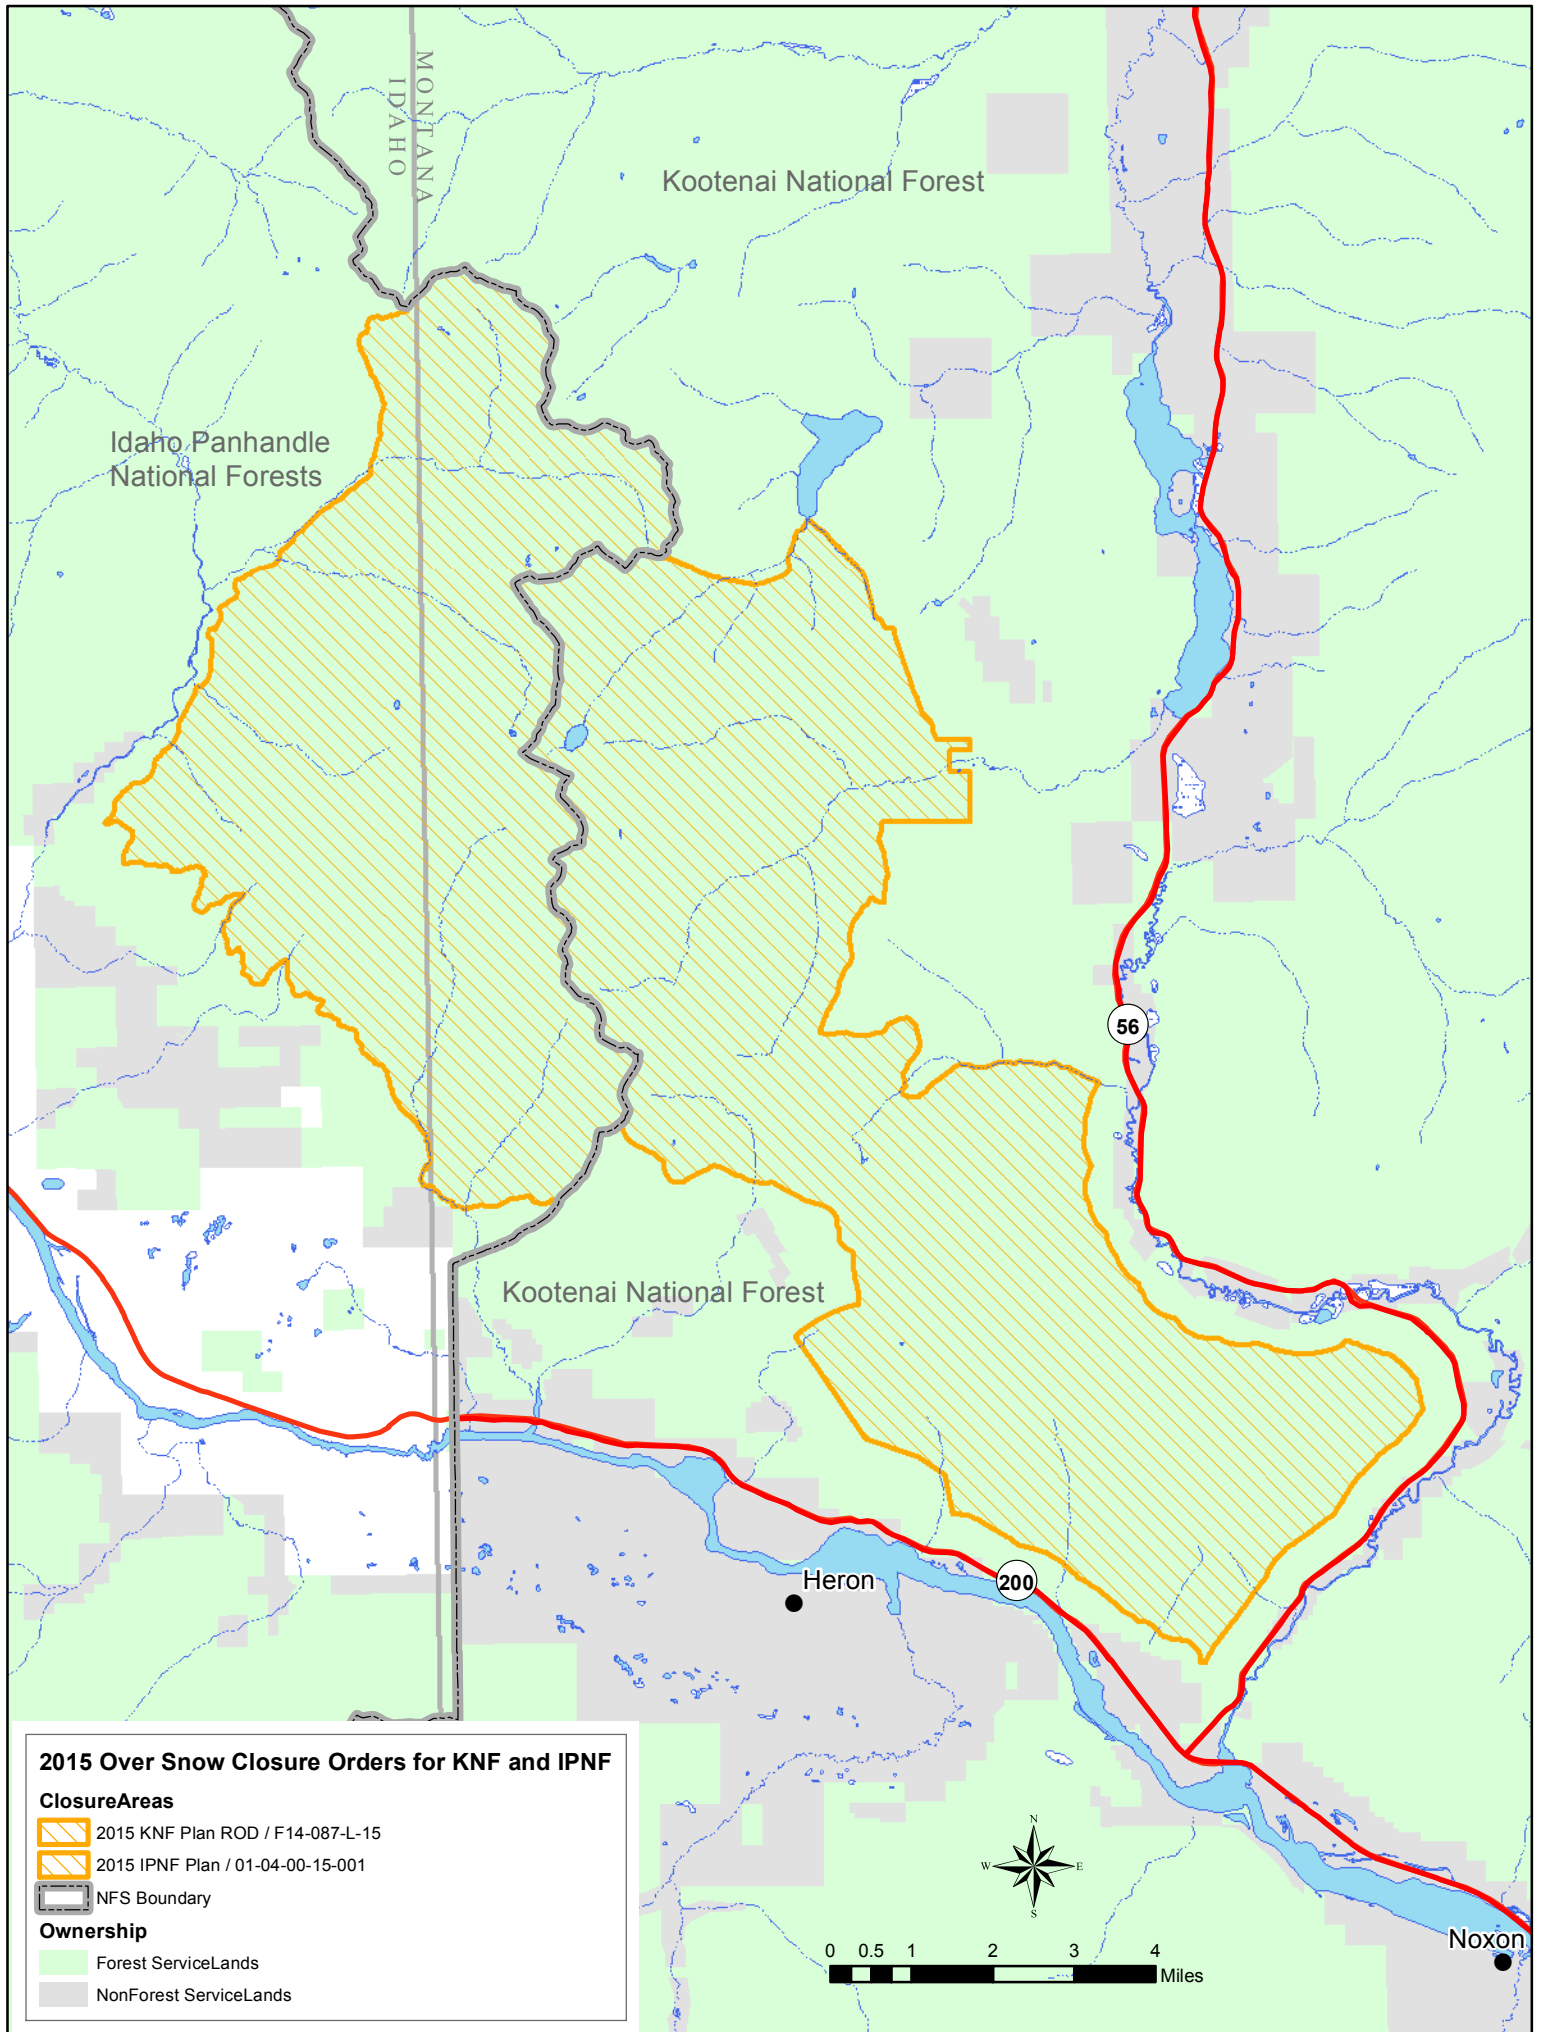 MONTANA
IDAHO
Kootenai National Forest
Idaho Panhandle
National Forests
56
Kootenai National Forest
Heron
200
2015 Over Snow Closure Orders for KNF and IPNF
ClosureAreas
2015 KNF Plan ROD / F14-087-L-15
2015 IPNF Plan / 01-04-00-15-001
NFS Boundary
Ownership
Forest ServiceLands
NonForest ServiceLands
N
W E
S
0 0.5 1 2 3 4
Miles
Noxon